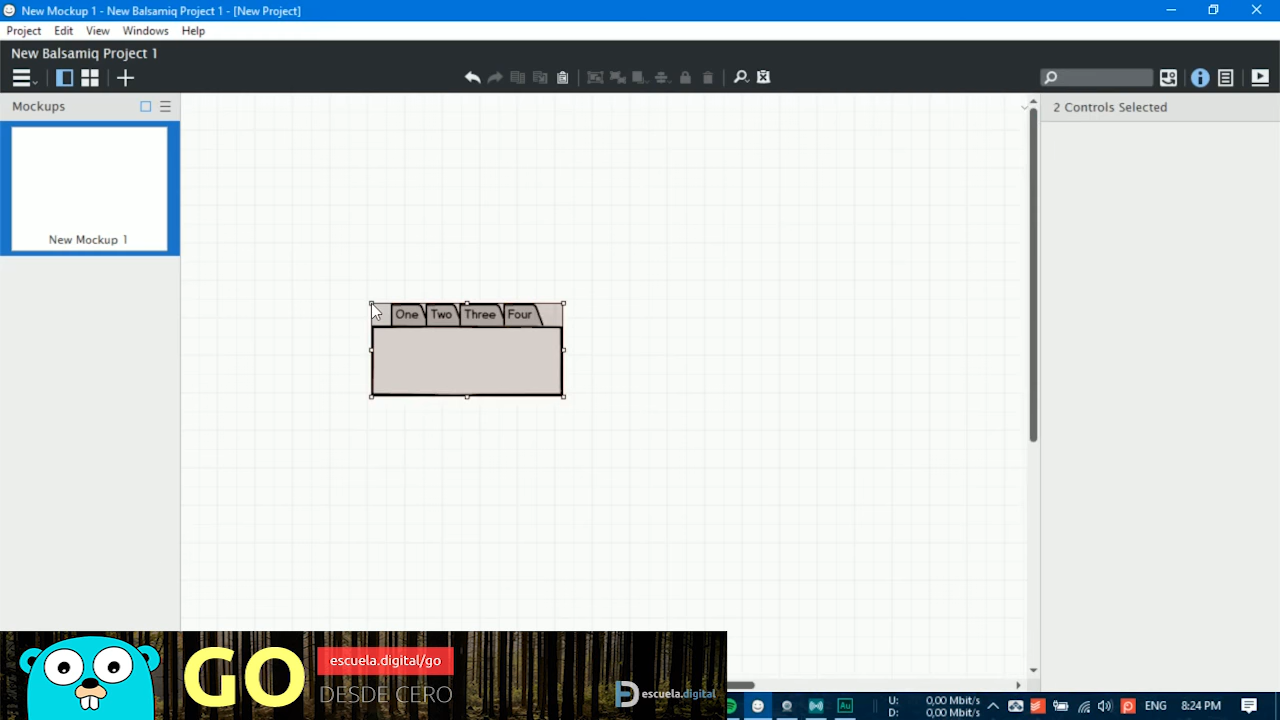 New Mockup 1 - New Balsamiq Project 1 - [New Project]
Project Edit View Windows Help
New Balsamiq Project 1
Mockups
2 Controls Selected
New Mockup 1
One Two Three Four
GO
escuela.digital/go
DESDE CERO
escuela.digital
Au
U: 0,00 Mbit/s
D: 0,00 Mbit/s
ENG
8:24 PM